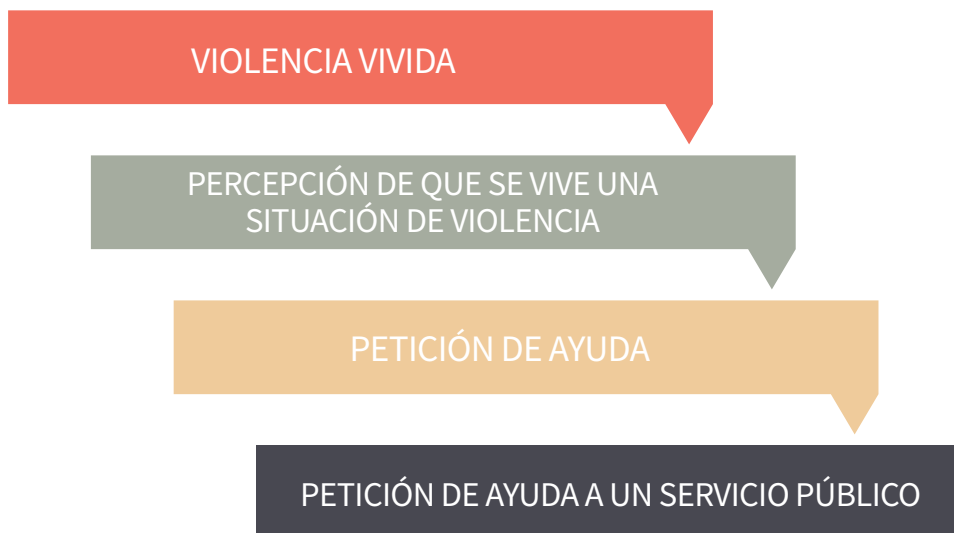 VIOLENCIA VIVIDA
PERCEPCIÓN DE QUE SE VIVE UNA
SITUACIÓN DE VIOLENCIA
PETICIÓN DE AYUDA
PETICIÓN DE AYUDA A UN SERVICIO PÚBLICO